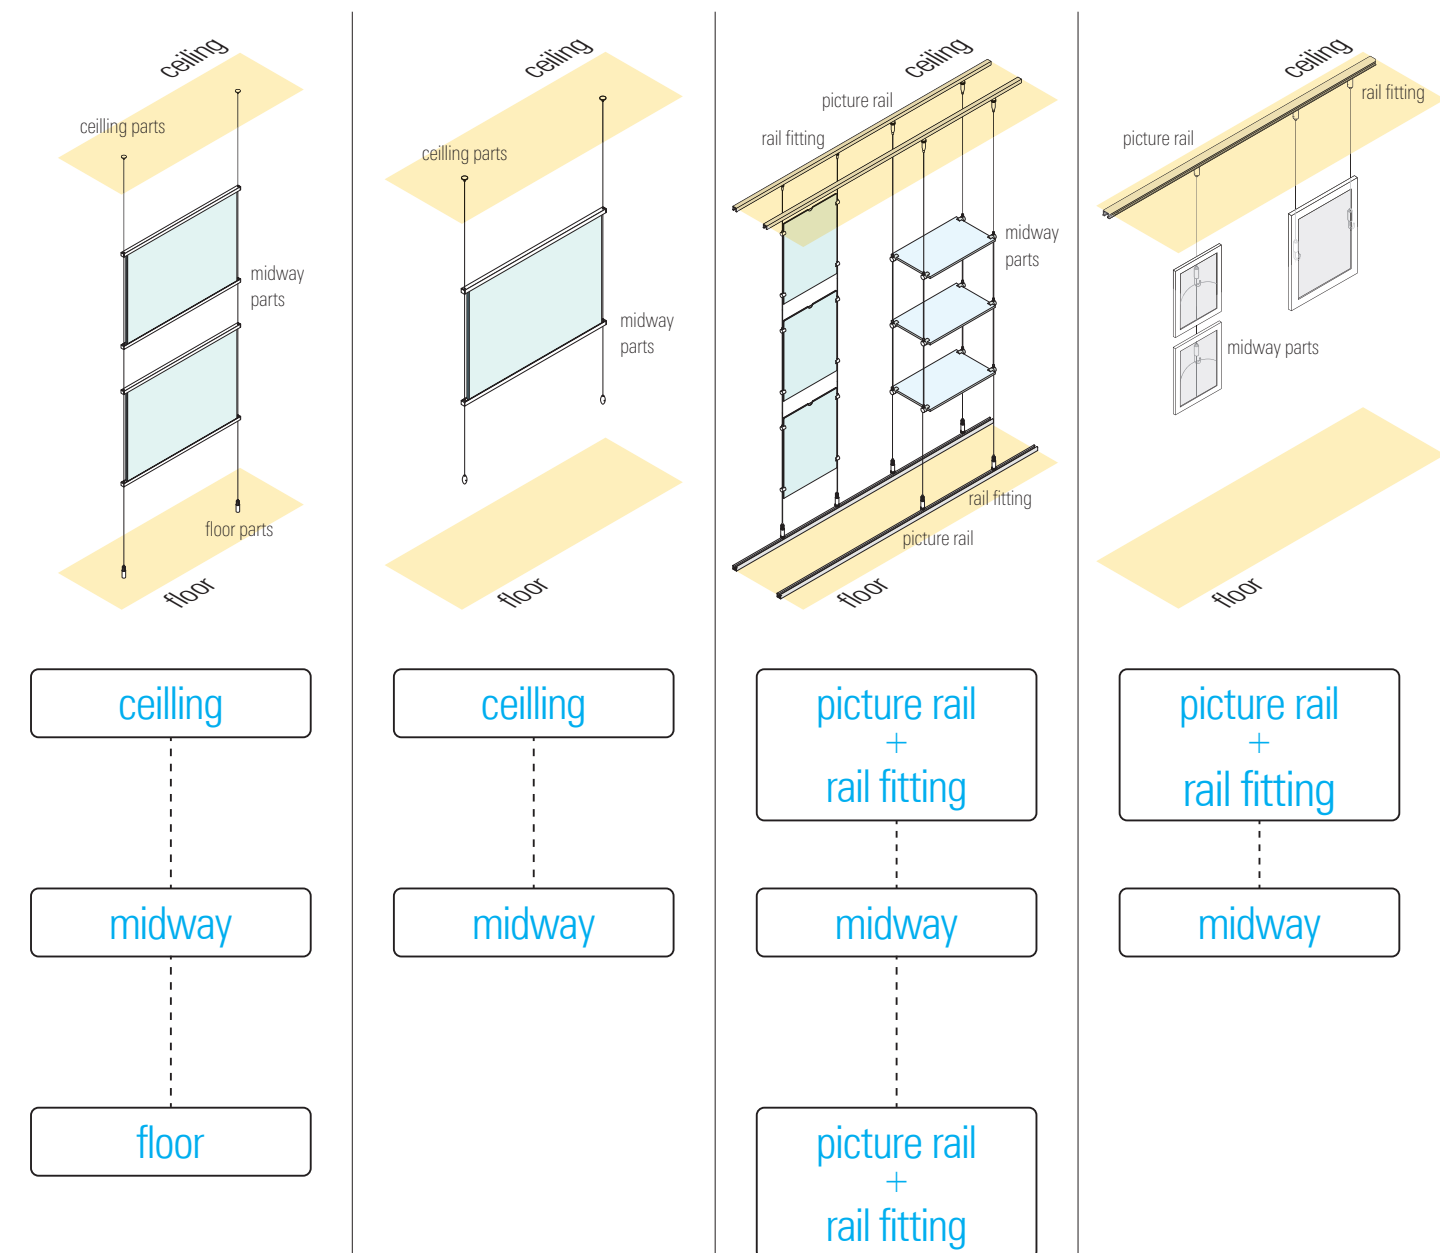 ceiling
ceilling parts
midway
parts
floor parts
floor
ceilling
midway
floor
ceiling
ceilling parts
midway
parts
floor
ceilling
midway
ceiling
picture rail
rail fitting
midway
parts
rail fitting
picture rail
floor
picture rail
+
rail fitting
midway
picture rail
+
rail fitting
ceiling
rail fitting
picture rail
midway parts
floor
picture rail
+
rail fitting
midway